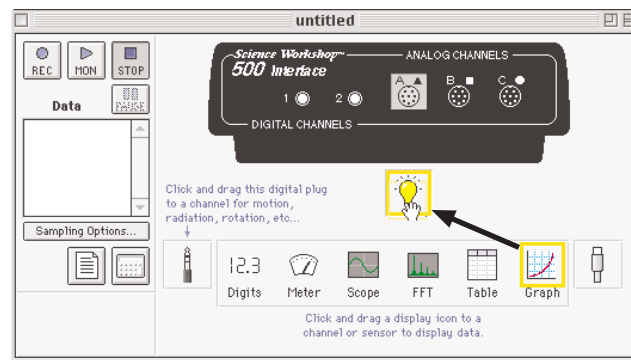 untitled
REC MON STOP
Data PAUSE
Sampling Options...
Science Workshop™
500 Interface
ANALOG CHANNELS
A B C
1 2
DIGITAL CHANNELS
Click and drag this digital plug
to a channel for motion,
radiation, rotation, etc...
12.3
Digits Meter Scope FFT Table Graph
Click and drag a display icon to a
channel or sensor to display data.